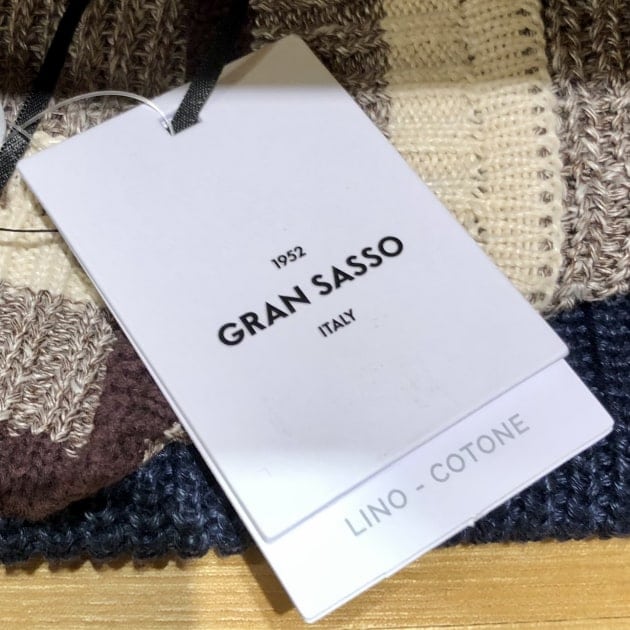 1952
GRAN SASSO
ITALY
LINO - COTONE